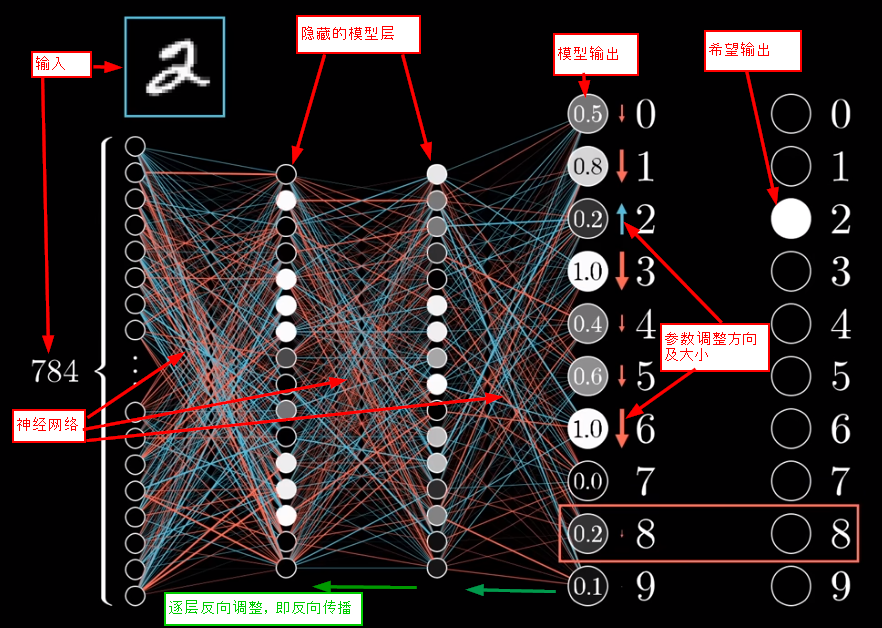 输入
隐藏的模型层
模型输出
希望输出
2
784
神经网络
0.5 0 0
0.8 1 1
0.2 2 2
1.0 3 3
0.4 4 4
参数调整方向
及大小
0.6 5 5
1.0 6 6
0.0 7 7
0.2 8 8
0.1 9 9
逐层反向调整，即反向传播